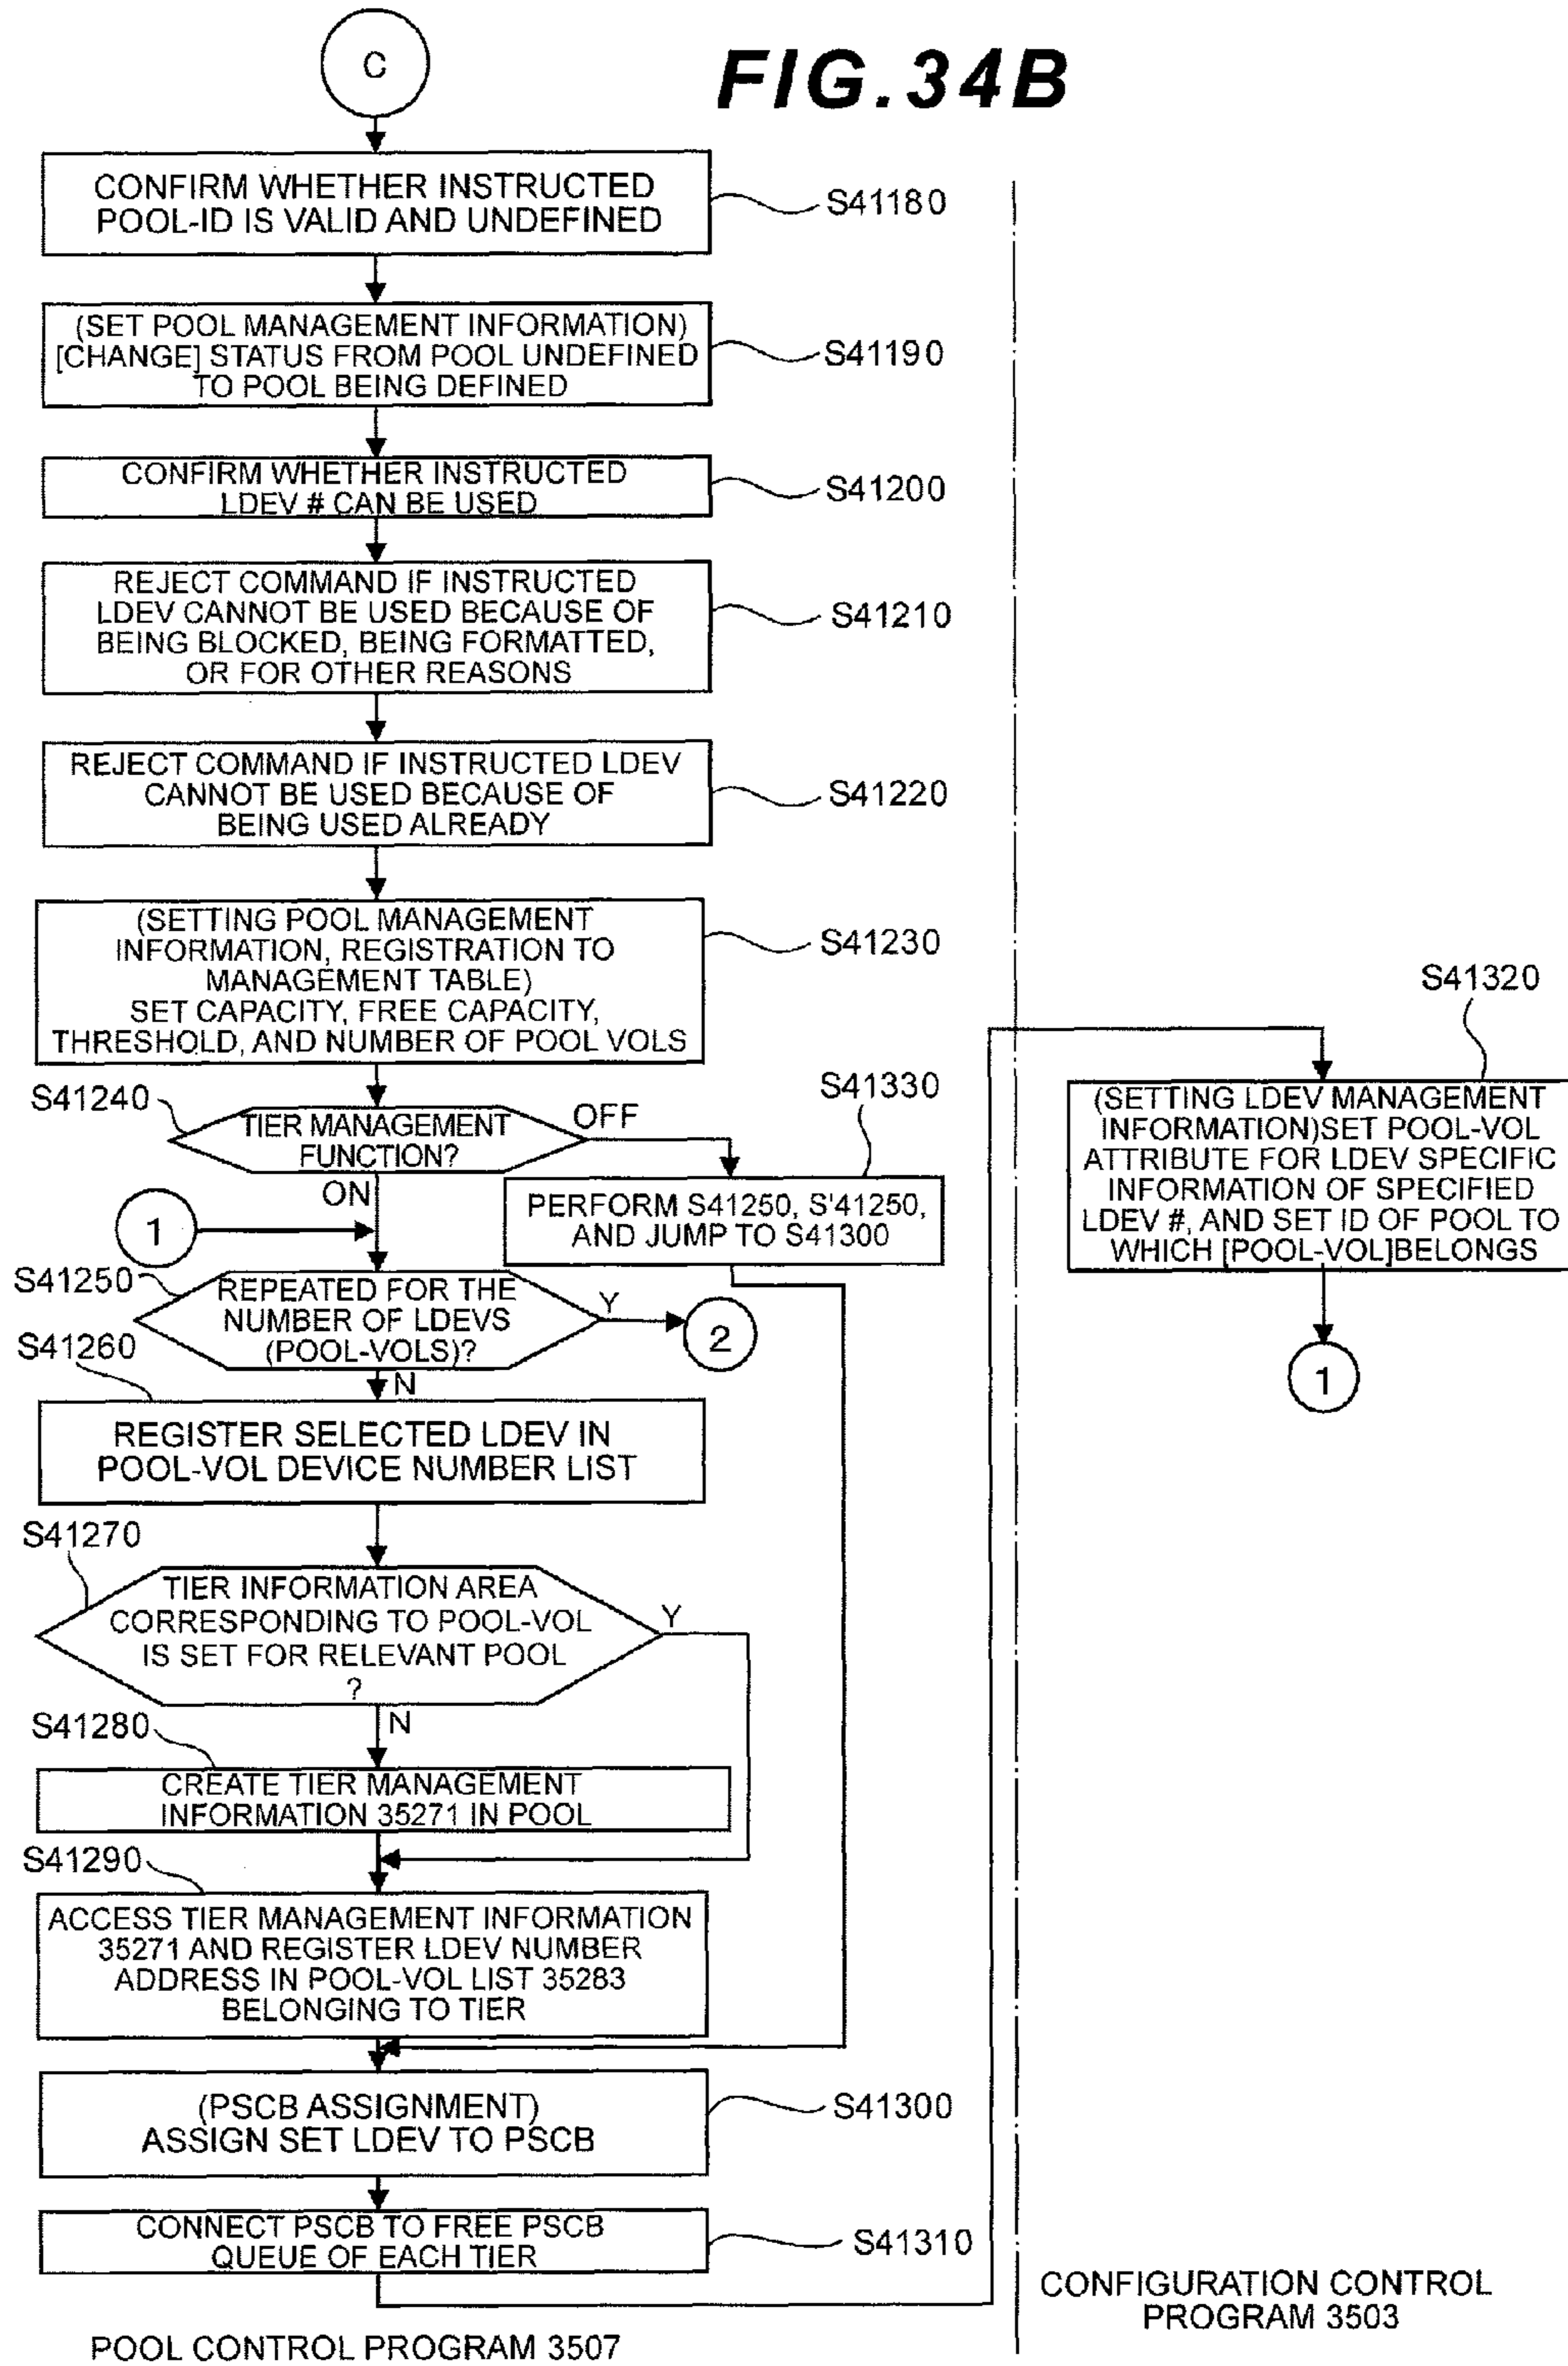 C
FIG.34B
CONFIRM WHETHER INSTRUCTED
POOL-ID IS VALID AND UNDEFINED
S41180
(SET POOL MANAGEMENT INFORMATION)
[CHANGE] STATUS FROM POOL UNDEFINED
TO POOL BEING DEFINED
S41190
CONFIRM WHETHER INSTRUCTED
LDEV # CAN BE USED
S41200
REJECT COMMAND IF INSTRUCTED
LDEV CANNOT BE USED BECAUSE OF
BEING BLOCKED, BEING FORMATTED,
OR FOR OTHER REASONS
S41210
REJECT COMMAND IF INSTRUCTED LDEV
CANNOT BE USED BECAUSE OF
BEING USED ALREADY
S41220
(SETTING POOL MANAGEMENT
INFORMATION, REGISTRATION TO
MANAGEMENT TABLE)
SET CAPACITY, FREE CAPACITY,
THRESHOLD, AND NUMBER OF POOL VOLS
S41230
S41240
TIER MANAGEMENT
FUNCTION?
OFF
ON
S41330
PERFORM S41250, S'41250,
AND JUMP TO S41300
1
S41250
REPEATED FOR THE
NUMBER OF LDEVS
(POOL-VOLS)?
Y
2
N
S41260
REGISTER SELECTED LDEV IN
POOL-VOL DEVICE NUMBER LIST
S41270
TIER INFORMATION AREA
CORRESPONDING TO POOL-VOL
IS SET FOR RELEVANT POOL
?
Y
N
S41280
CREATE TIER MANAGEMENT
INFORMATION 35271 IN POOL
S41290
ACCESS TIER MANAGEMENT INFORMATION
35271 AND REGISTER LDEV NUMBER
ADDRESS IN POOL-VOL LIST 35283
BELONGING TO TIER
(PSCB ASSIGNMENT)
ASSIGN SET LDEV TO PSCB
S41300
CONNECT PSCB TO FREE PSCB
QUEUE OF EACH TIER
S41310
POOL CONTROL PROGRAM 3507
S41320
(SETTING LDEV MANAGEMENT
INFORMATION)SET POOL-VOL
ATTRIBUTE FOR LDEV SPECIFIC
INFORMATION OF SPECIFIED
LDEV #, AND SET ID OF POOL TO
WHICH [POOL-VOL]BELONGS
1
CONFIGURATION CONTROL
PROGRAM 3503